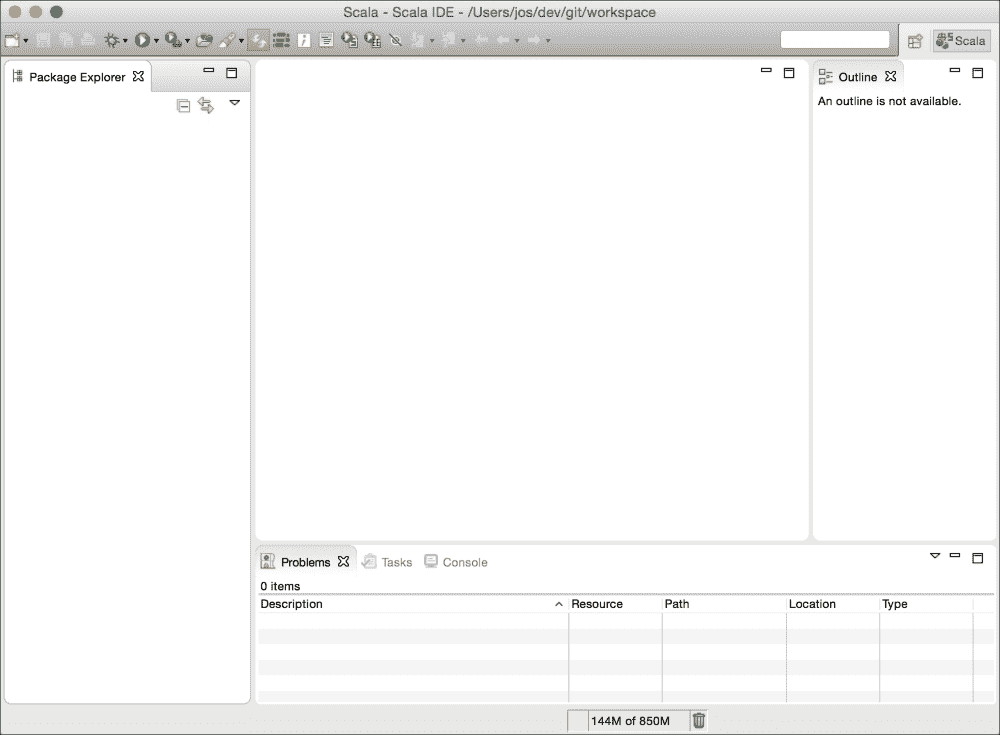 Scala - Scala IDE - /Users/jos/dev/git/workspace
Scala
Package Explorer
Outline
An outline is not available.
Problems Tasks Console
0 items
Description Resource Path Location Type
144M of 850M